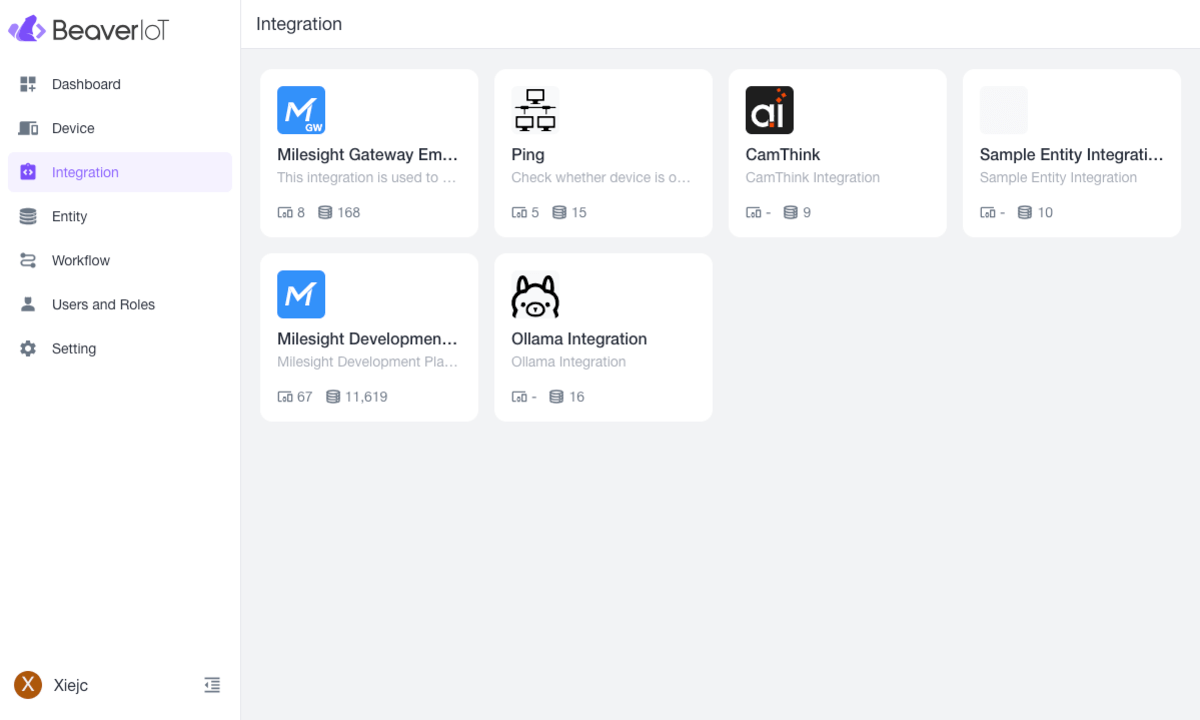 BeaverIoT
Dashboard
Device
Integration
Entity
Workflow
Users and Roles
Setting
X Xiejc
Integration
GW
Milesight Gateway Em...
This integration is used to ...
8 168
Ping
Check whether device is o...
5 15
ai
CamThink
CamThink Integration
- 9
Sample Entity Integrati...
Sample Entity Integration
- 10
Milesight Developmen...
Milesight Development Pla...
67 11,619
Ollama Integration
Ollama Integration
- 16